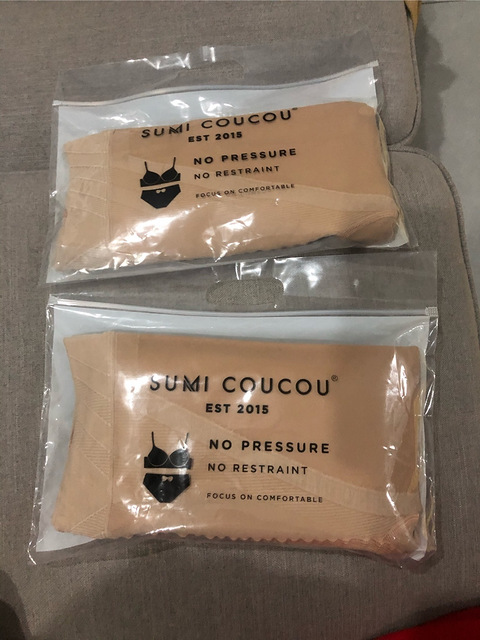 SUMI COUCOU
EST 2015
NO PRESSURE
NO RESTRAINT
FOCUS ON COMFORTABLE
SUMI COUCOU©
EST 2015
NO PRESSURE
NO RESTRAINT
FOCUS ON COMFORTABLE